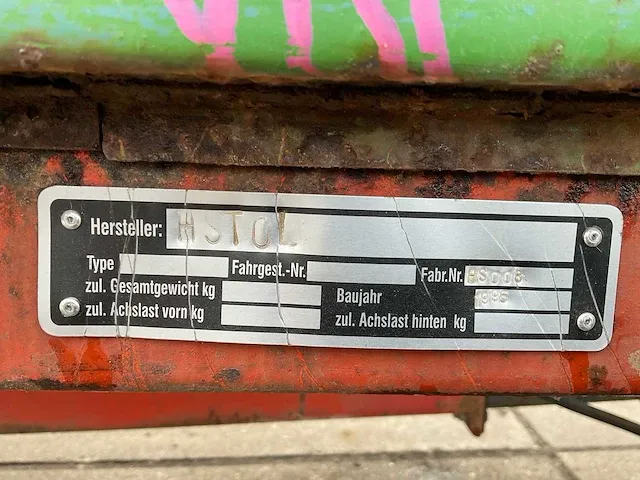 Hersteller: HSTOL
Type Fahrgest.-Nr. Fabr.Nr. HS008
zul. Gesamtgewicht kg Baujahr 1995
zul. Achslast vorn kg zul. Achslast hinten kg